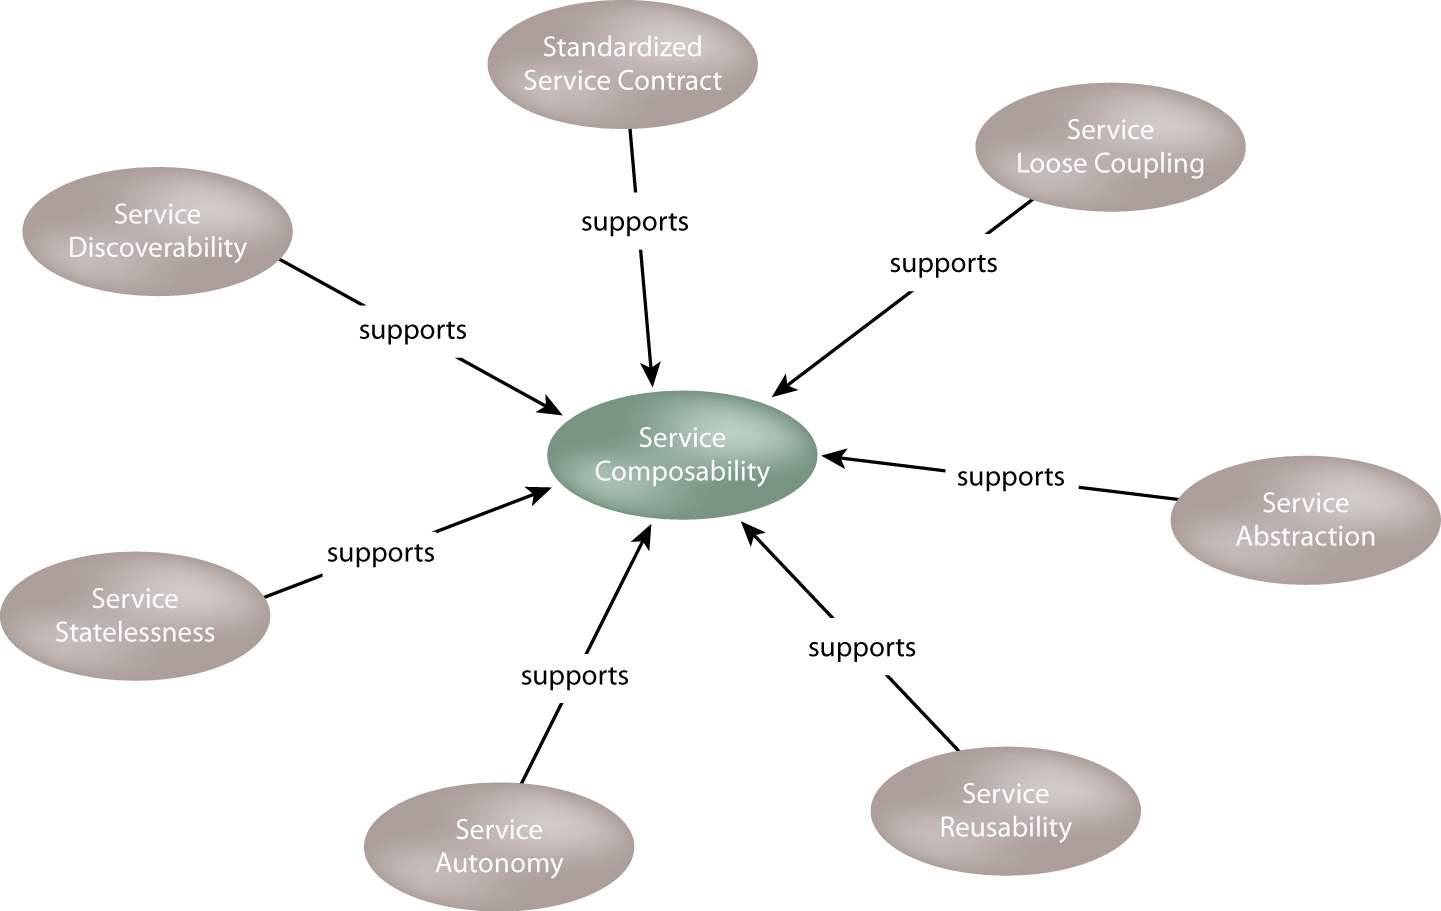 Standardized
Service Contract
Service
Loose Coupling
Service
Discoverability
supports
supports
supports
Service
Composability
supports
Service
Abstraction
supports
Service
Statelessness
supports
supports
Service
Reusability
Service
Autonomy